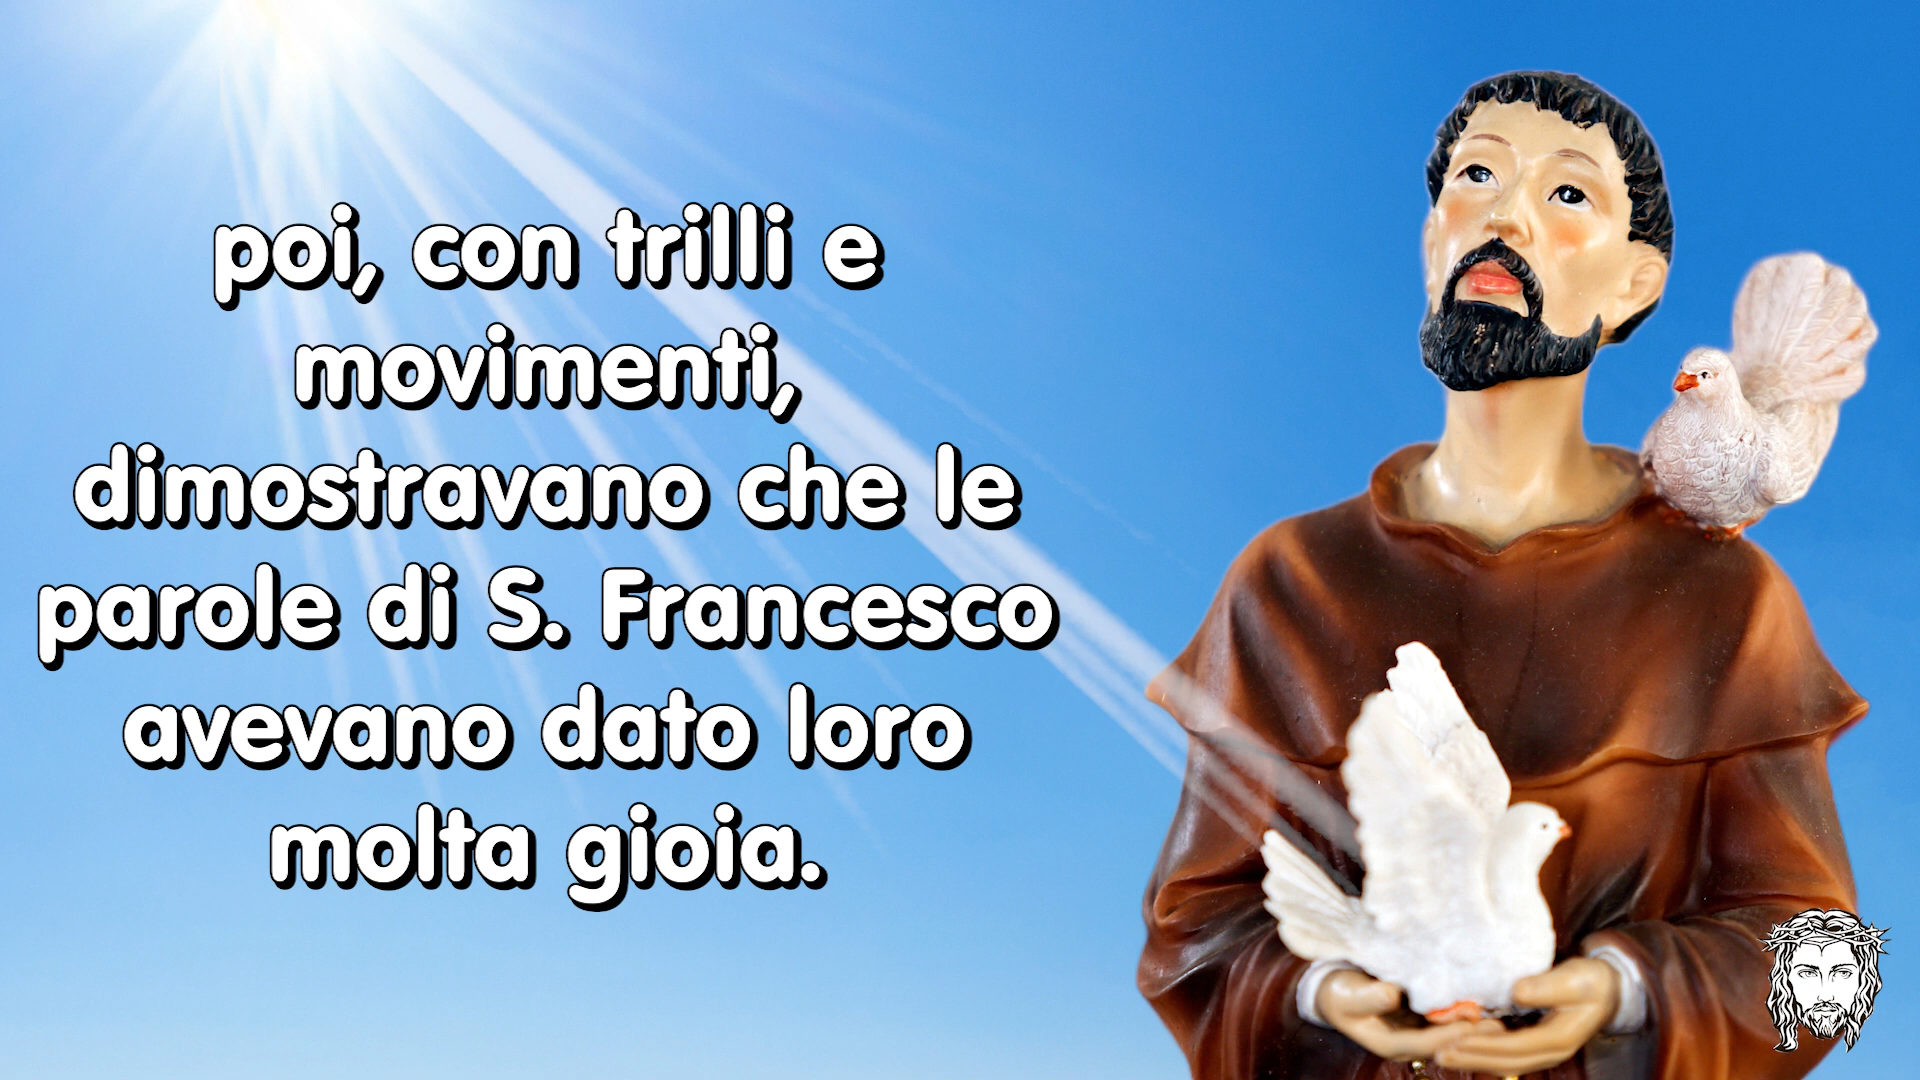 poi, con trilli e
movimenti,
dimostravano che le
parole di S. Francesco
avevano dato loro
molta gioia.